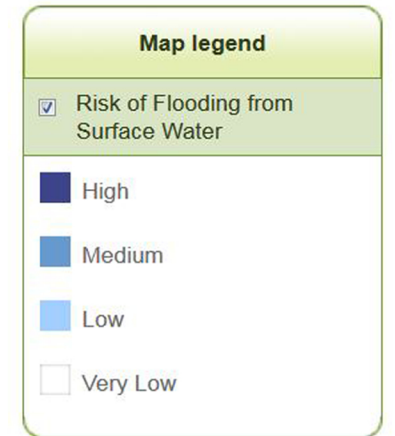 Map legend
Risk of Flooding from
Surface Water
High
Medium
Low
Very Low